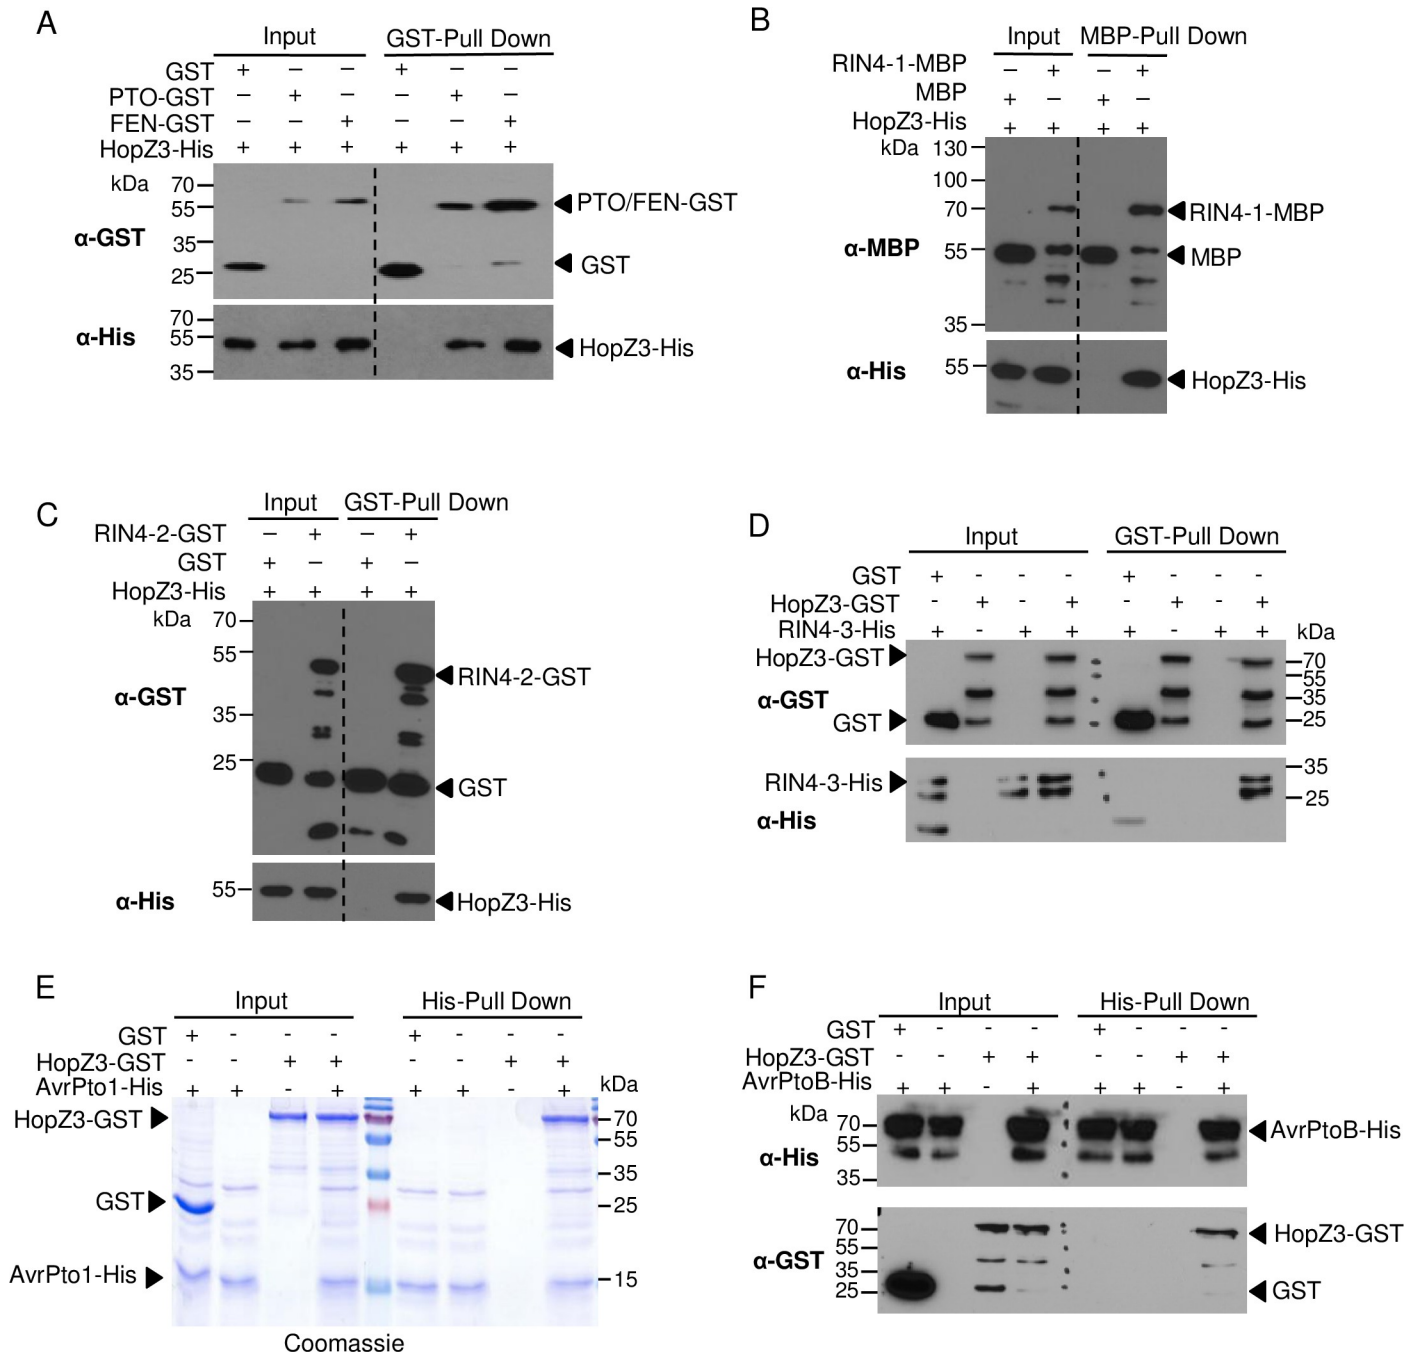 A
Input GST-Pull Down
GST + − − + − −
PTO-GST − + − − + −
FEN-GST − − + − − +
HopZ3-His + + + + + +
kDa
70
55
35
25
α-GST
PTO/FEN-GST
GST
70
55
35
α-His
HopZ3-His
B
Input MBP-Pull Down
RIN4-1-MBP − + − +
MBP + − + −
HopZ3-His + + + +
kDa 130
100
70
55
35
α-MBP
RIN4-1-MBP
MBP
α-His 55
HopZ3-His
C
Input GST-Pull Down
RIN4-2-GST − + − +
GST + − + −
HopZ3-His + + + +
kDa 70
55
35
25
α-GST
RIN4-2-GST
GST
55
α-His
HopZ3-His
D
Input GST-Pull Down
GST + - - - + - - -
HopZ3-GST - + - + - + - +
RIN4-3-His + - + + + - + + kDa
HopZ3-GST
α-GST
GST
70
55
35
25
RIN4-3-His
α-His
35
25
E
Input His-Pull Down
GST + - - - + - - -
HopZ3-GST - - + + - - + +
AvrPto1-His + + - + + + - + kDa
HopZ3-GST
GST
AvrPto1-His
70
55
35
25
15
Coomassie
F
Input His-Pull Down
GST + - - - + - - -
HopZ3-GST - - + + - - + +
AvrPtoB-His + + - + + + - +
kDa
70
55
35
α-His
AvrPtoB-His
70
55
35
25
α-GST
HopZ3-GST
GST